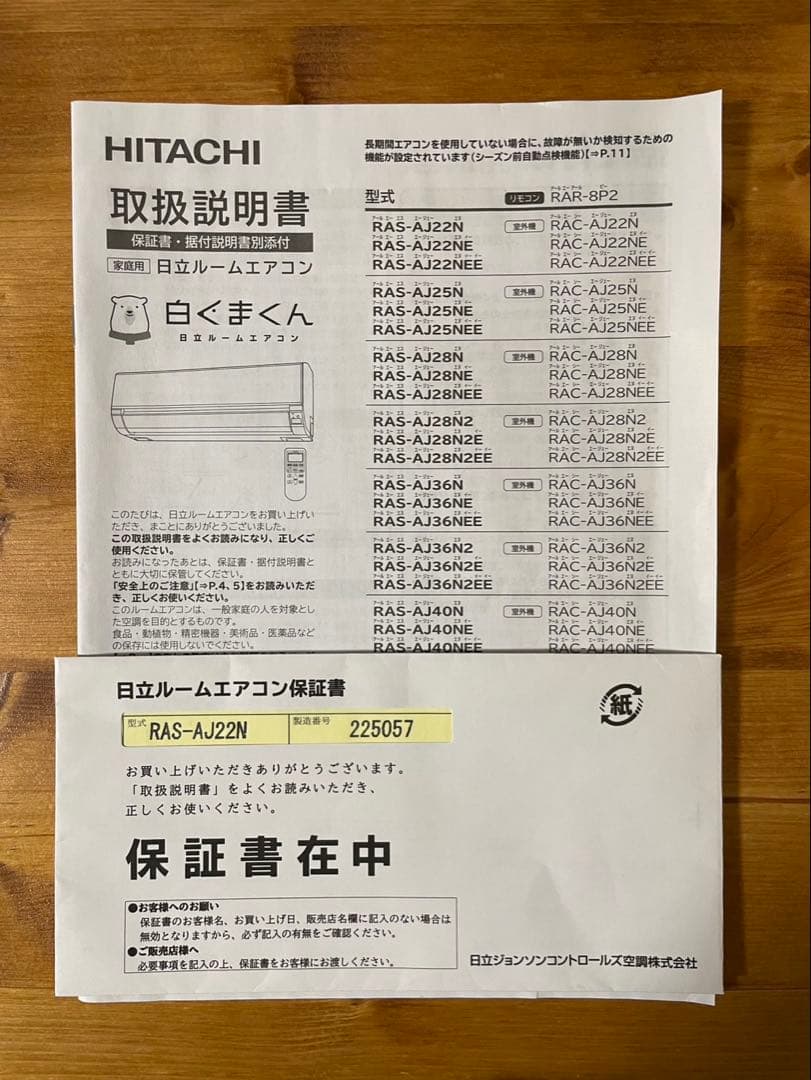 HITACHI
取扱説明書
保証書・据付説明書別添付
家庭用 日立ルームエアコン
白くまくん
日立ルームエアコン
このたびは、日立ルームエアコンをお買い上げい
ただき、まことにありがとうございました。
この取扱説明書をよくお読みになり、正しくご
使用ください。
お読みになったあとは、保証書・据付説明書と
ともに大切に保管してください。
「安全上のご注意」[⇒P.4、5]をお読みいただ
き、正しくお使いください。
このルームエアコンは、一般家庭の人を対象とし
た空調を目的とするものです。
食品・動植物・精密機器・美術品・医薬品など
の保存には使用しないでください。
長期間エアコンを使用していない場合に、故障が無いか検知するための
機能が設定されています(シーズン前自動点検機能)[⇒P.11]
型式 リモコン RAR-8P2
RAS-AJ22N 室外機 RAC-AJ22N
RAS-AJ22NE RAC-AJ22NE
RAS-AJ22NEE RAC-AJ22NEE
RAS-AJ25N 室外機 RAC-AJ25N
RAS-AJ25NE RAC-AJ25NE
RAS-AJ25NEE RAC-AJ25NEE
RAS-AJ28N 室外機 RAC-AJ28N
RAS-AJ28NE RAC-AJ28NE
RAS-AJ28NEE RAC-AJ28NEE
RAS-AJ28N2 室外機 RAC-AJ28N2
RAS-AJ28N2E RAC-AJ28N2E
RAS-AJ28N2EE RAC-AJ28N2EE
RAS-AJ36N 室外機 RAC-AJ36N
RAS-AJ36NE RAC-AJ36NE
RAS-AJ36NEE RAC-AJ36NEE
RAS-AJ36N2 室外機 RAC-AJ36N2
RAS-AJ36N2E RAC-AJ36N2E
RAS-AJ36N2EE RAC-AJ36N2EE
RAS-AJ40N 室外機 RAC-AJ40N
RAS-AJ40NE RAC-AJ40NE
RAS-AJ40NEE RAC-AJ40NEE
日立ルームエアコン保証書
紙
型式 RAS-AJ22N 製造番号 225057
お買い上げいただきありがとうございます。
「取扱説明書」をよくお読みいただき、
正しくお使いください。
保証書在中
●お客様へのお願い
保証書のお客様名、お買い上げ日、販売店名欄に記入のない場合は
無効となりますから、必ず記入の有無をご確認ください。
●ご販売店様へ
必要事項を記入の上、保証書をお客様にお渡しください。
日立ジョンソンコントロールズ空調株式会社